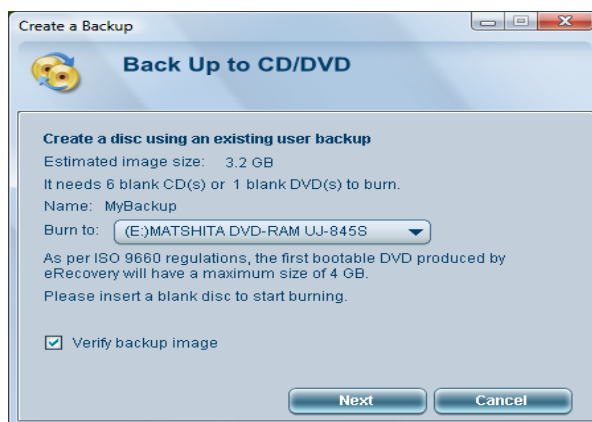 Create a Backup
Back Up to CD/DVD
Create a disc using an existing user backup
Estimated image size: 3.2 GB
It needs 6 blank CD(s) or 1 blank DVD(s) to burn.
Name: MyBackup
Burn to: (E:)MATSHITA DVD-RAM UJ-845S
As per ISO 9660 regulations, the first bootable DVD produced by
eRecovery will have a maximum size of 4 GB.
Please insert a blank disc to start burning.
Verify backup image
Next Cancel